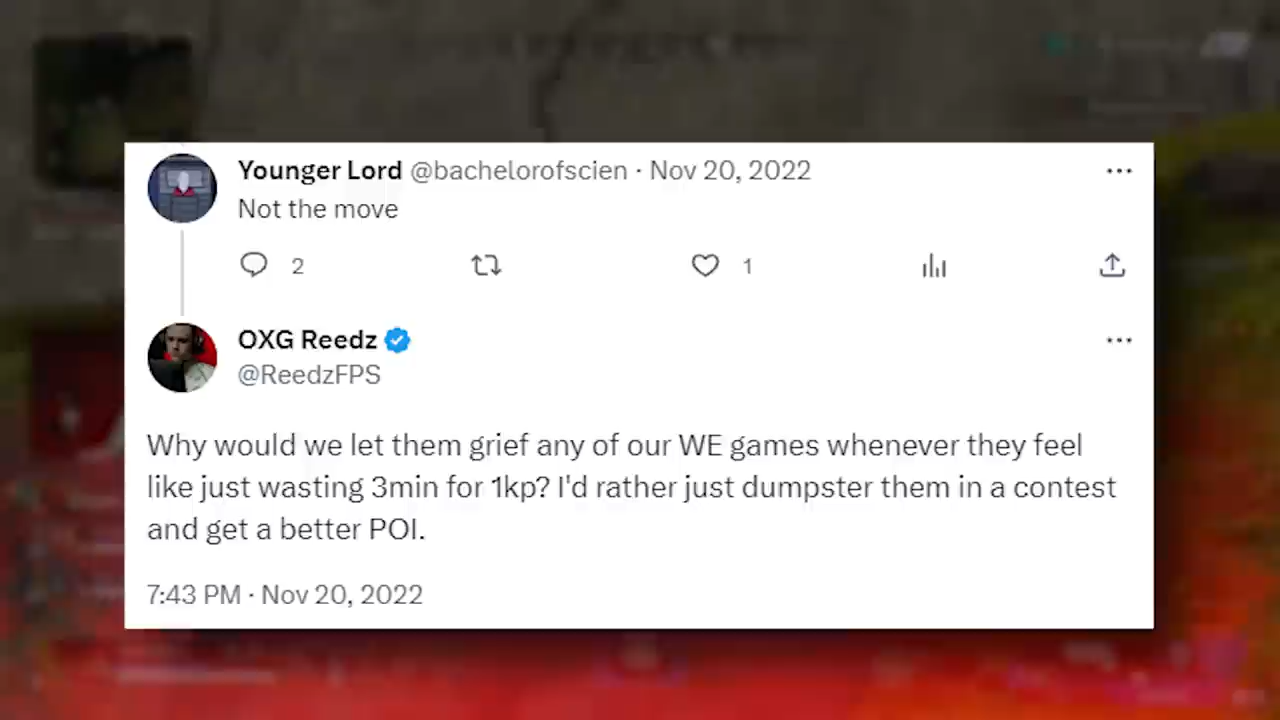 Younger Lord @bachelorofscien · Nov 20, 2022
Not the move
2 1
OXG Reedz
@ReedzFPS
Why would we let them grief any of our WE games whenever they feel
like just wasting 3min for 1kp? I'd rather just dumpster them in a contest
and get a better POI.
7:43 PM · Nov 20, 2022